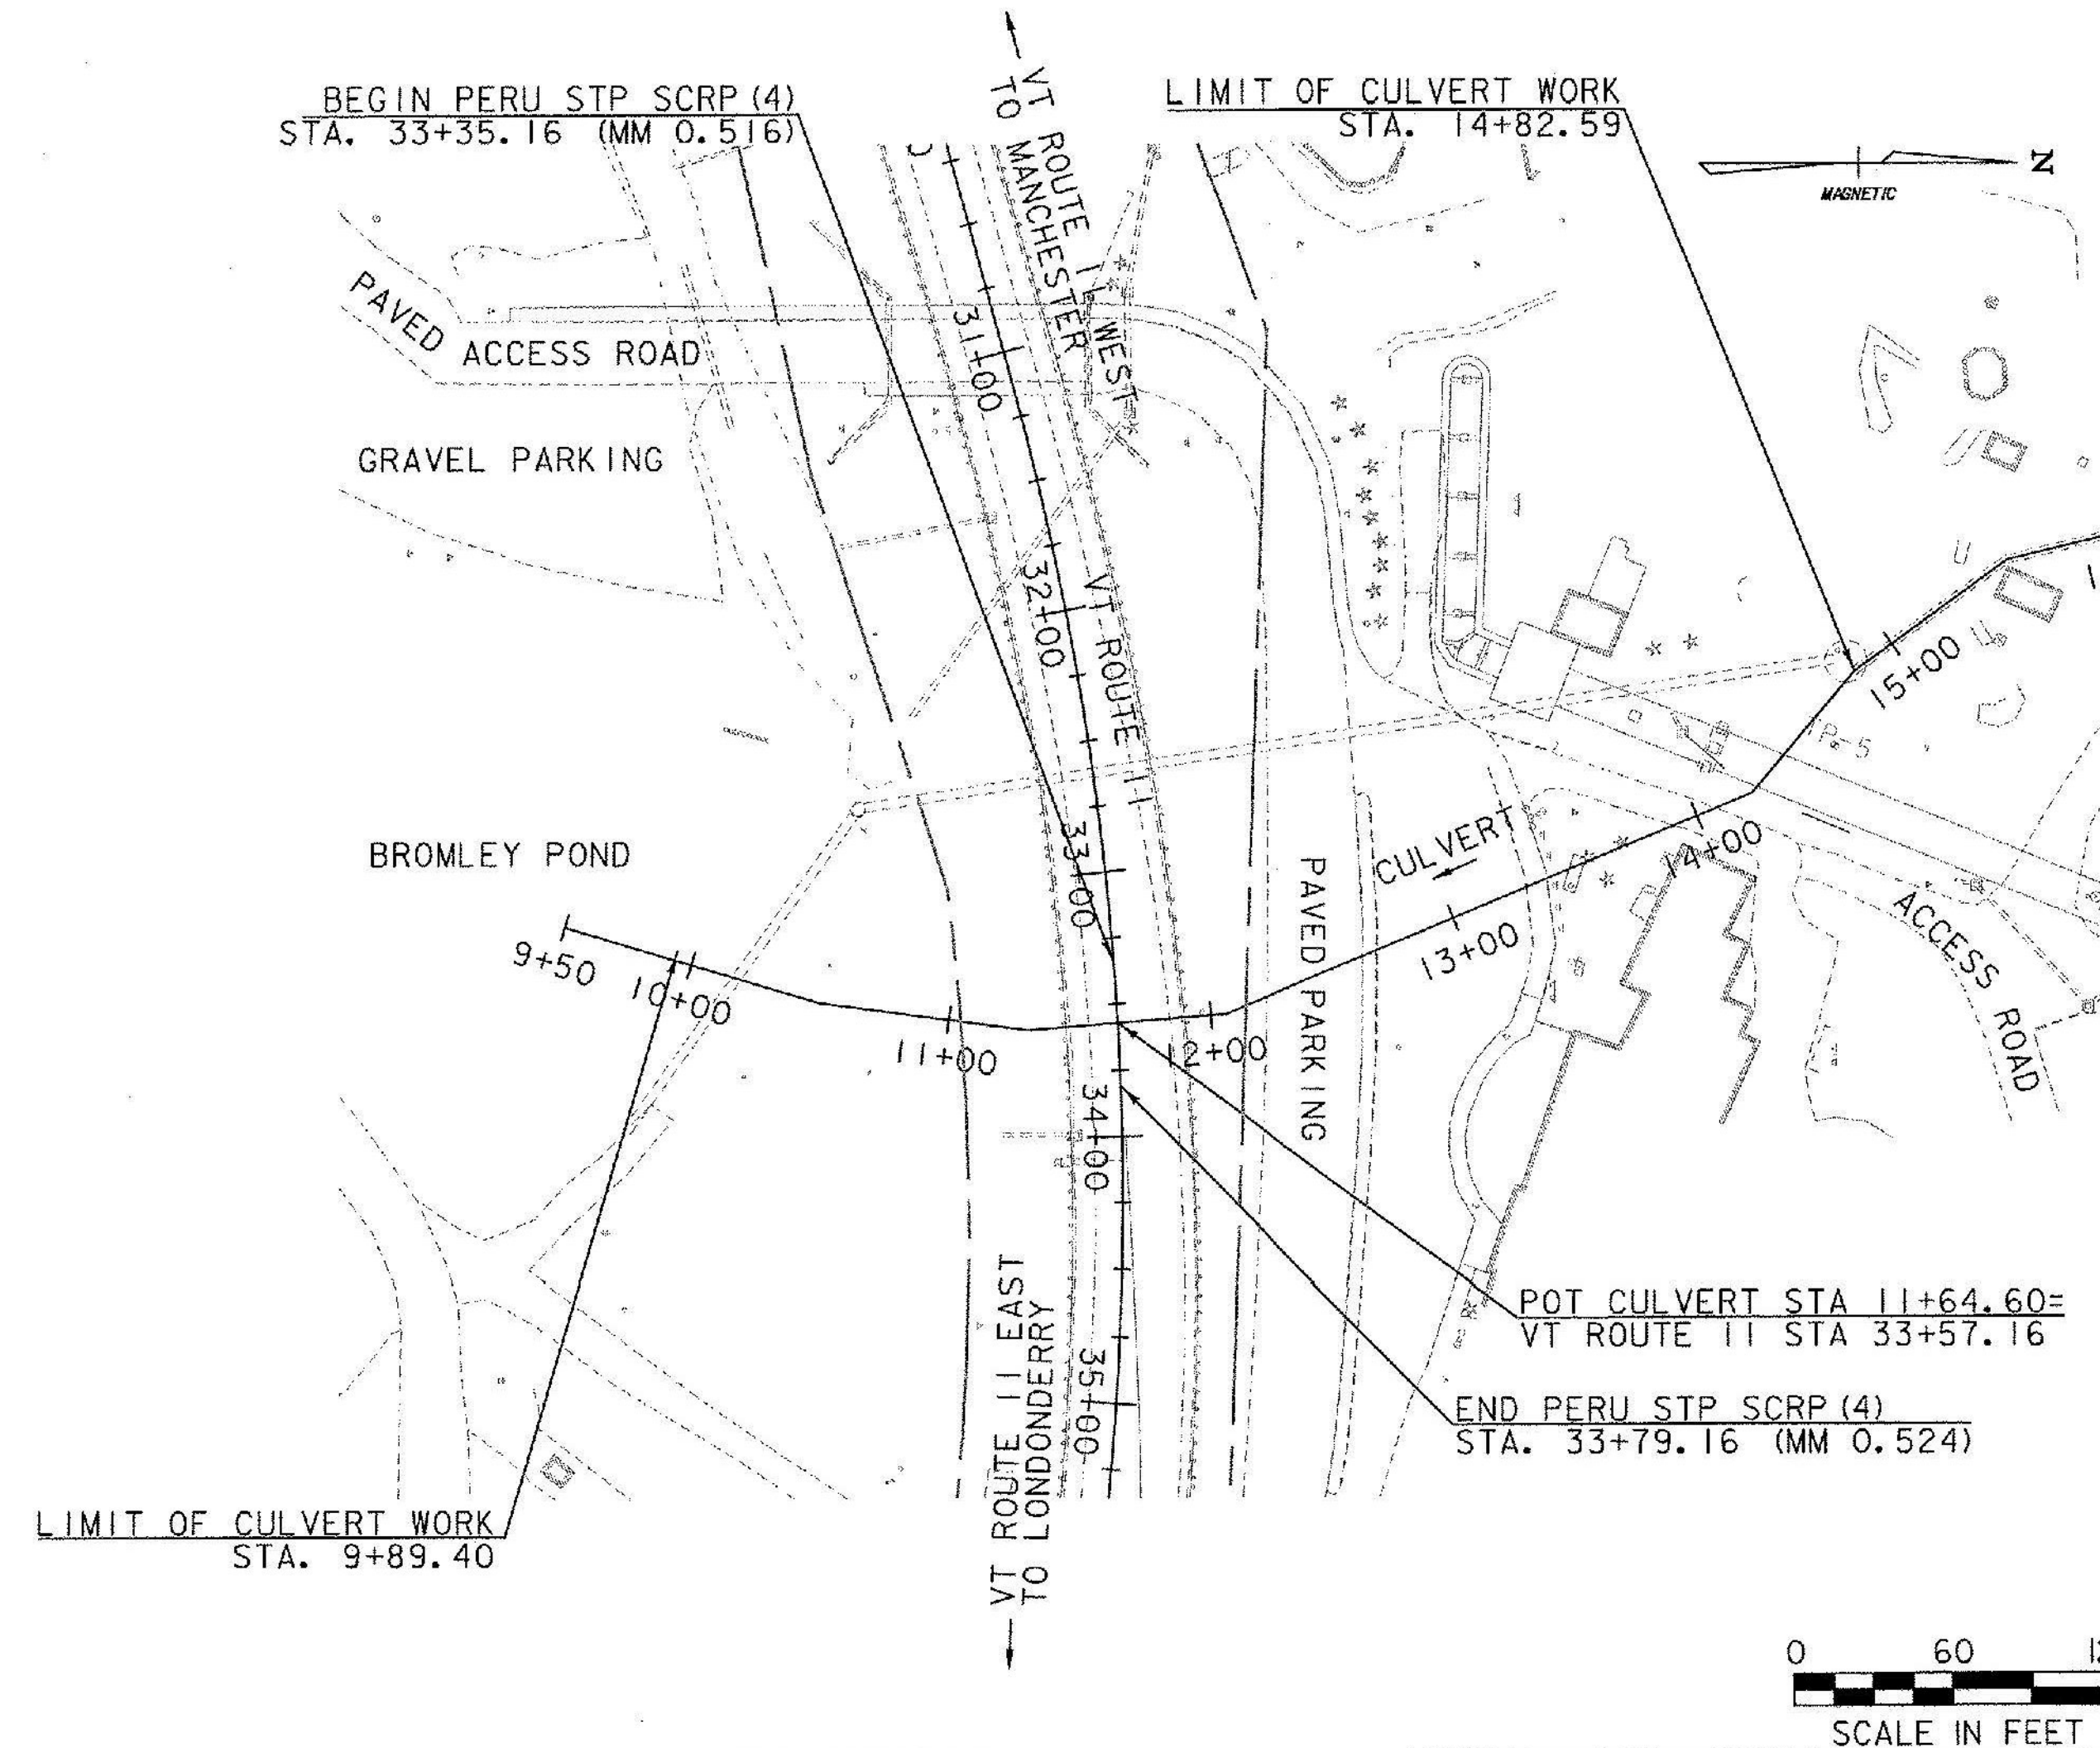 BEGIN PERU STP SCRP (4)
STA. 33+35.16 (MM 0.516)
VT ROUTE 11 WEST
TO MANCHESTER
LIMIT OF CULVERT WORK
STA. 14+82.59
N
MAGNETIC
PAVED
ACCESS ROAD
31+00
GRAVEL PARKING
32+00
VT ROUTE 11
15+00
BROMLEY POND
33+00
PAVED PARKING
CULVERT
14+00
9+50
10+00
13+00
ACCESS ROAD
11+00
12+00
34+00
VT ROUTE 11 EAST
TO LONDONDERRY
35+00
POT CULVERT STA 11+64.60=
VT ROUTE 11 STA 33+57.16
END PERU STP SCRP (4)
STA. 33+79.16 (MM 0.524)
LIMIT OF CULVERT WORK
STA. 9+89.40
0 60
SCALE IN FEET